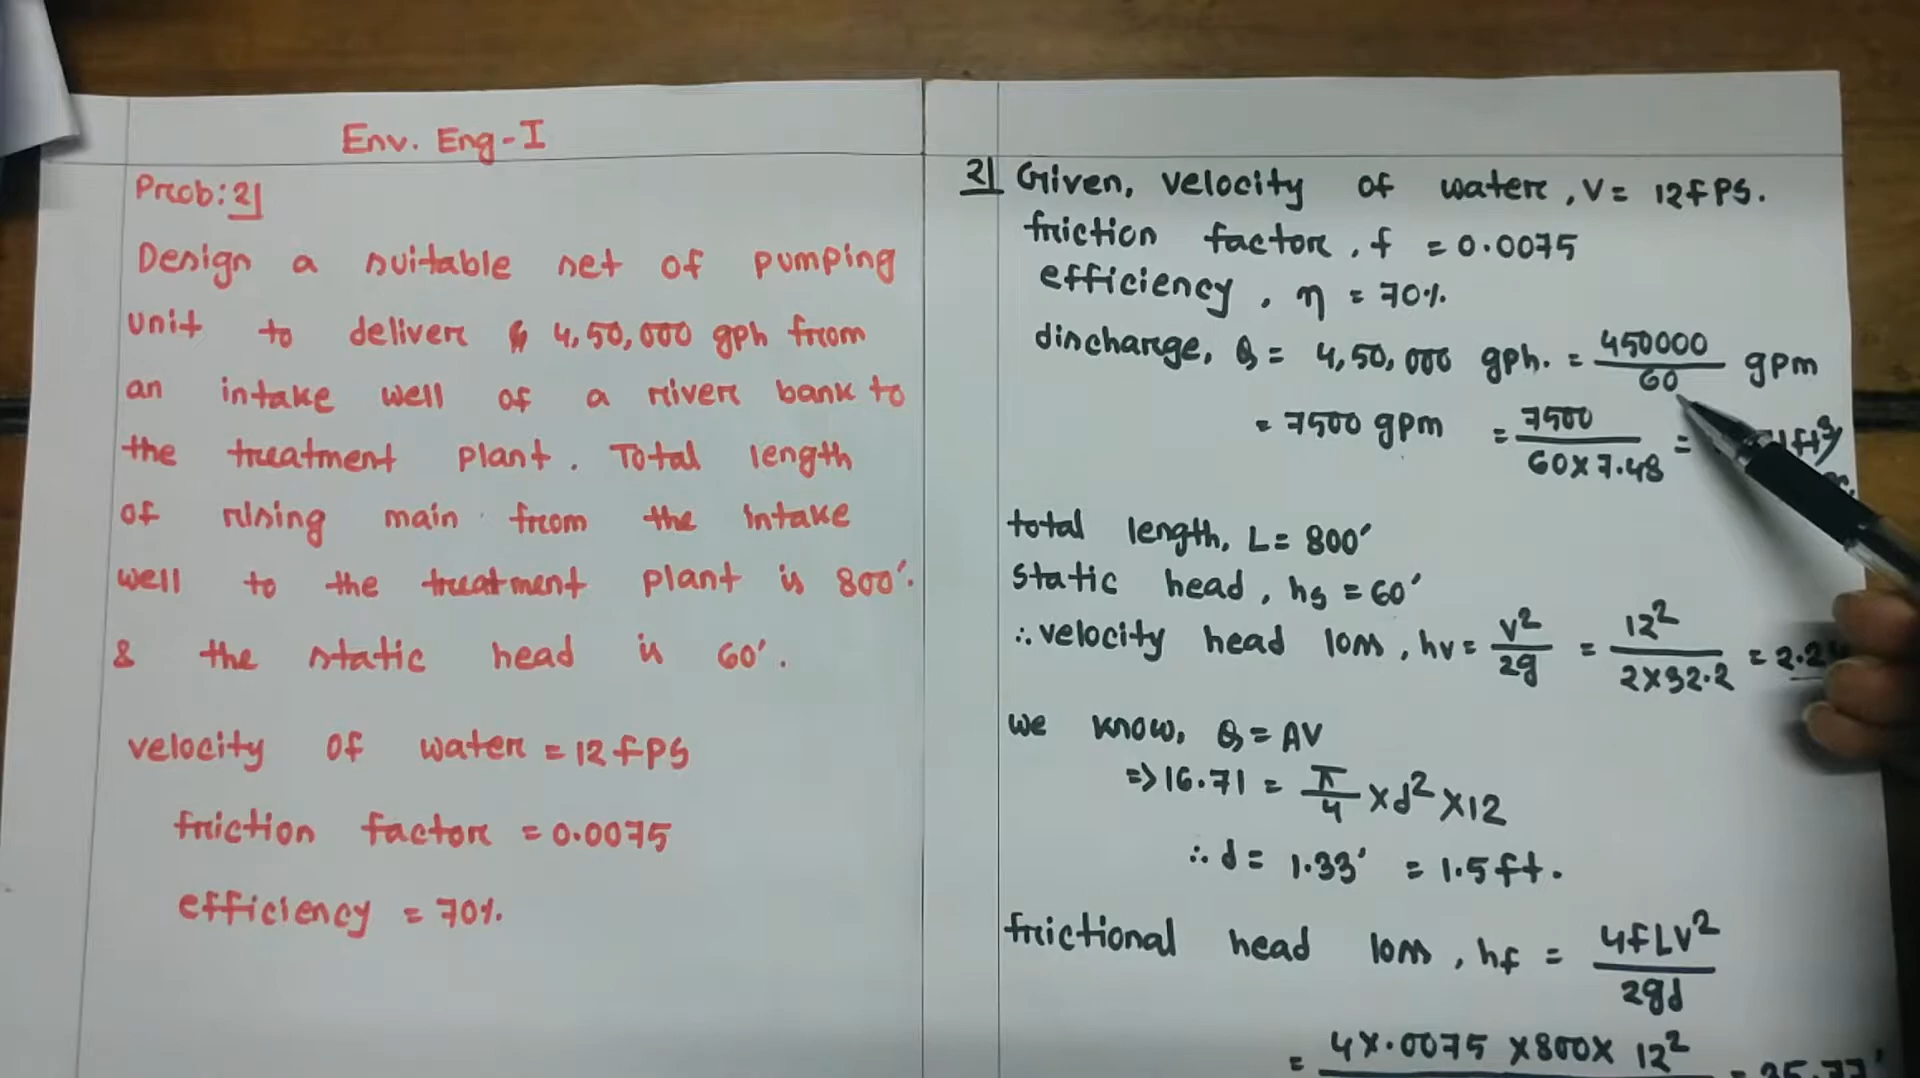 Env. Eng-I
Prob: 2
Design a suitable set of pumping
unit to deliver 4,50,000 gph from
an intake well of a river bank to
the treatment plant. Total length
of rising main from the intake
well to the treatment plant is 800'.
& the static head is 60'.
velocity of water = 12 fPS
friction factor = 0.0075
efficiency = 70%.
2 Given, velocity of water, V = 12 fPS.
friction factor, f = 0.0075
efficiency, η = 70%.
discharge, Q = 4,50,000 gph. = 450000/60 gpm
= 7500 gpm = 7500/(60×7.48) =
total length, L = 800'
static head, hs = 60'
∴ velocity head loss, hv = v²/2g = 12²/(2×32.2) = 2.2
we know, Q = AV
=> 16.71 = π/4 × d² × 12
∴ d = 1.33' = 1.5 ft.
frictional head loss, hf = 4fLv²/2gd
= 4×.0075 × 800 × 12² = 35.77'